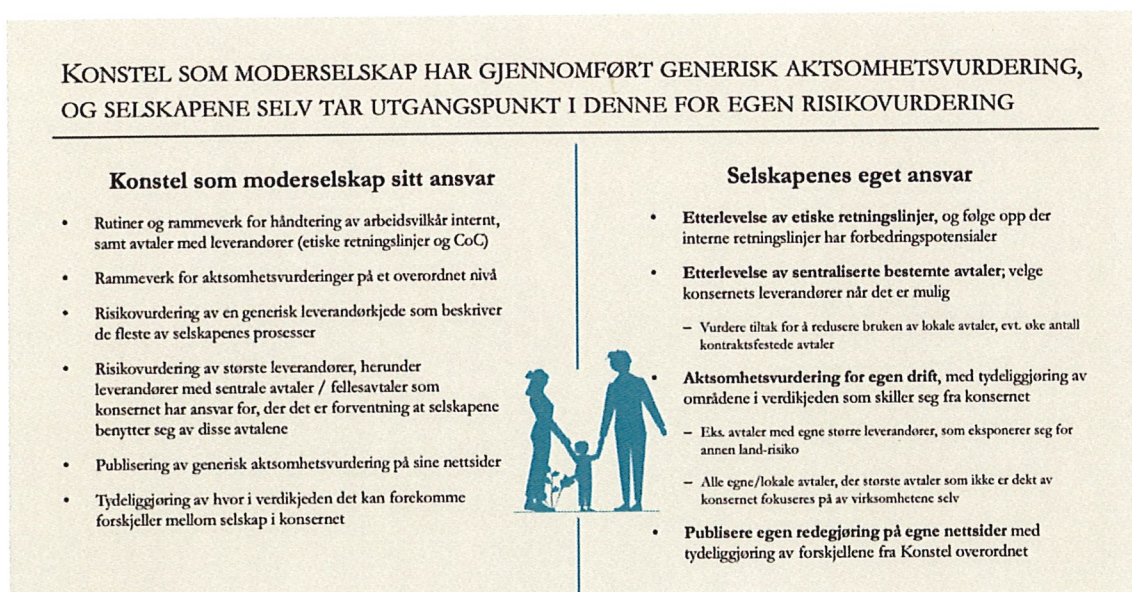 KONSTEL SOM MODERSELSKAP HAR GJENNOMFØRT GENERISK AKTSOMHETSVURDERING,
OG SELSKAPENE SELV TAR UTGANGSPUNKT I DENNE FOR EGEN RISIKOVURDERING
Konstel som moderselskap sitt ansvar
• Rutiner og rammeverk for håndtering av arbeidsvilkår internt,
samt avtaler med leverandører (etiske retningslinjer og CoC)
• Rammeverk for aktsomhetsvurderinger på et overordnet nivå
• Risikovurdering av en generisk leverandørkjede som beskriver
de fleste av selskapenes prosesser
• Risikovurdering av største leverandører, herunder
leverandører med sentrale avtaler / fellesavtaler som
konsernet har ansvar for, der det er forventning at selskapene
benytter seg av disse avtalene
• Publisering av generisk aktsomhetsvurdering på sine nettsider
• Tydeliggjøring av hvor i verdikjeden det kan forekomme
forskjeller mellom selskap i konsernet
Selskapenes eget ansvar
• Etterlevelse av etiske retningslinjer, og følge opp der
interne retningslinjer har forbedringspotensialer
• Etterlevelse av sentraliserte bestemte avtaler; velge
konsernets leverandører når det er mulig
– Vurdere tiltak for å redusere bruken av lokale avtaler, evt. øke antall
kontraktsfestede avtaler
• Aktsomhetsvurdering for egen drift, med tydeliggjøring av
områdene i verdikjeden som skiller seg fra konsernet
– Eks. avtaler med egne større leverandører, som eksponerer seg for
annen land-risiko
– Alle egne/lokale avtaler, der største avtaler som ikke er dekt av
konsernet fokuseres på av virksomhetene selv
• Publisere egen redegjøring på egne nettsider med
tydeliggjøring av forskjellene fra Konstel overordnet